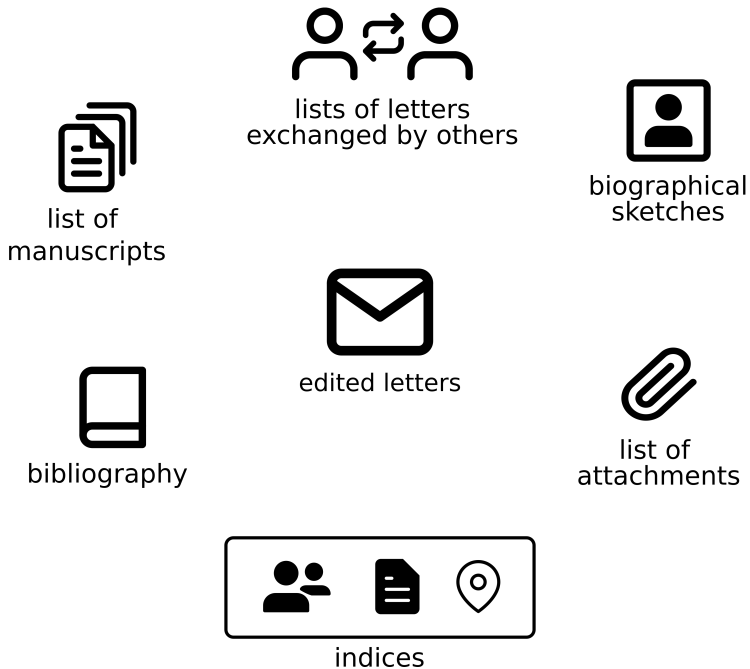 lists of letters
exchanged by others
biographical
sketches
list of
manuscripts
edited letters
list of
attachments
bibliography
indices